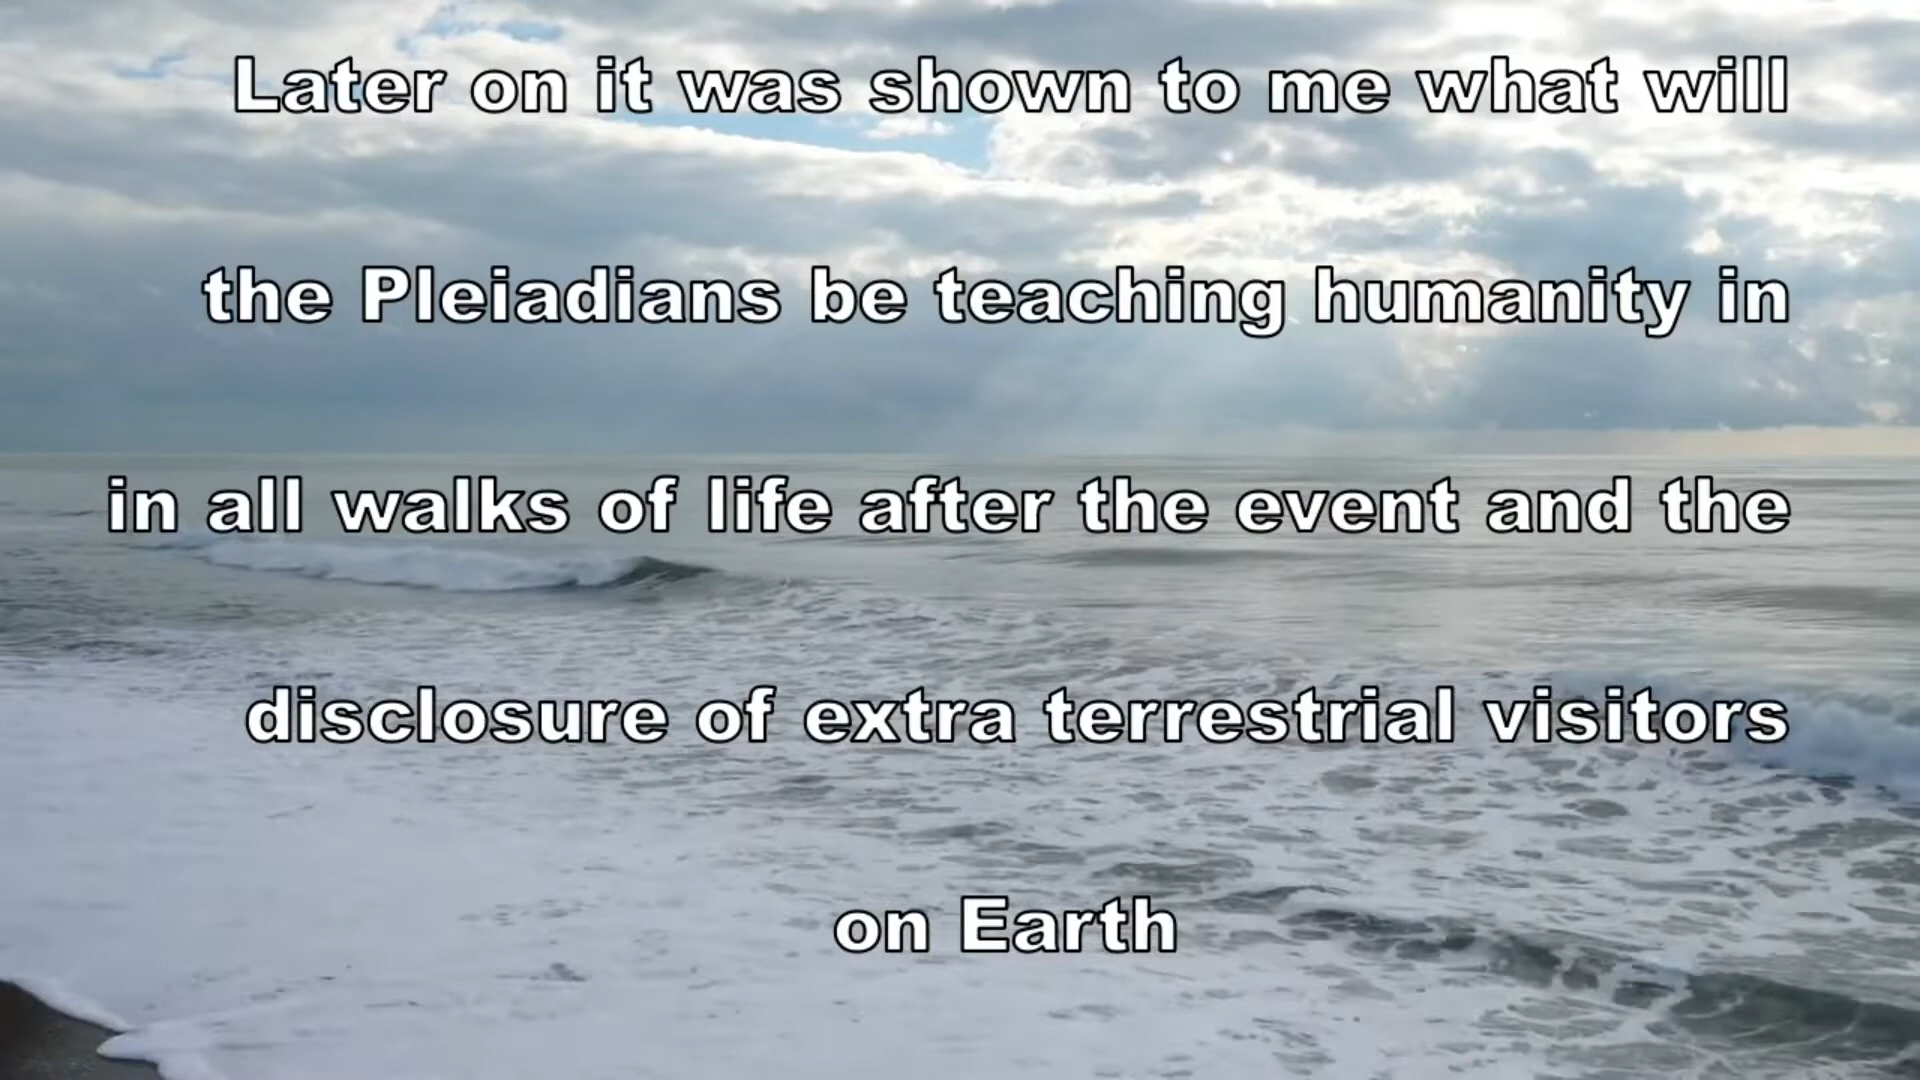 Later on it was shown to me what will
the Pleiadians be teaching humanity in
in all walks of life after the event and the
disclosure of extra terrestrial visitors
on Earth